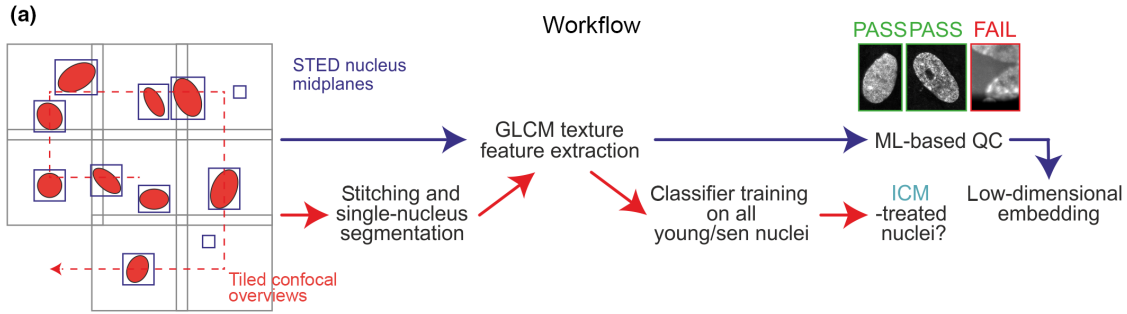 (a)
Workflow
PASS PASS FAIL
STED nucleus
midplanes
GLCM texture
feature extraction
ML-based QC
Low-dimensional
embedding
Stitching and
single-nucleus
segmentation
Classifier training
on all
young/sen nuclei
ICM
-treated
nuclei?
Tiled confocal
overviews